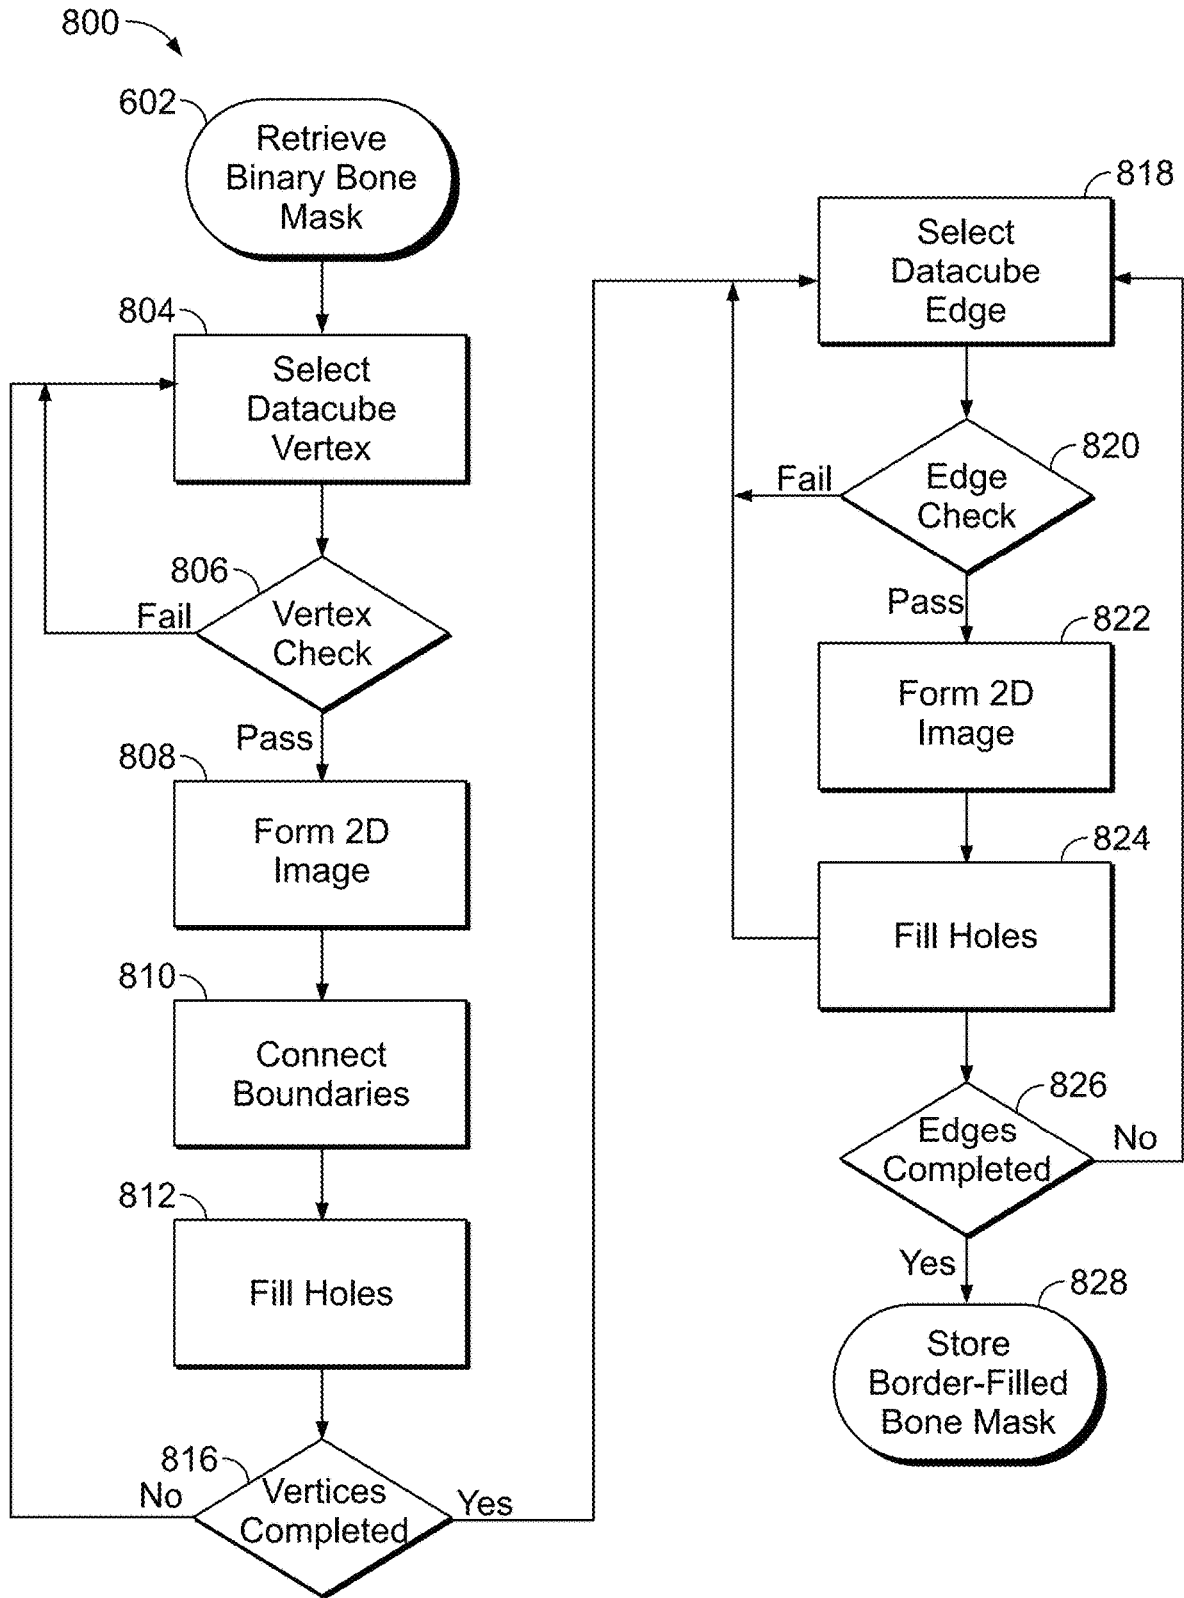 800
602
Retrieve
Binary Bone
Mask
804
Select
Datacube
Vertex
806
Fail
Vertex
Check
Pass
808
Form 2D
Image
810
Connect
Boundaries
812
Fill Holes
816
No
Vertices
Completed
Yes
818
Select
Datacube
Edge
820
Fail
Edge
Check
Pass
822
Form 2D
Image
824
Fill Holes
826
Edges
Completed
No
Yes
828
Store
Border-Filled
Bone Mask